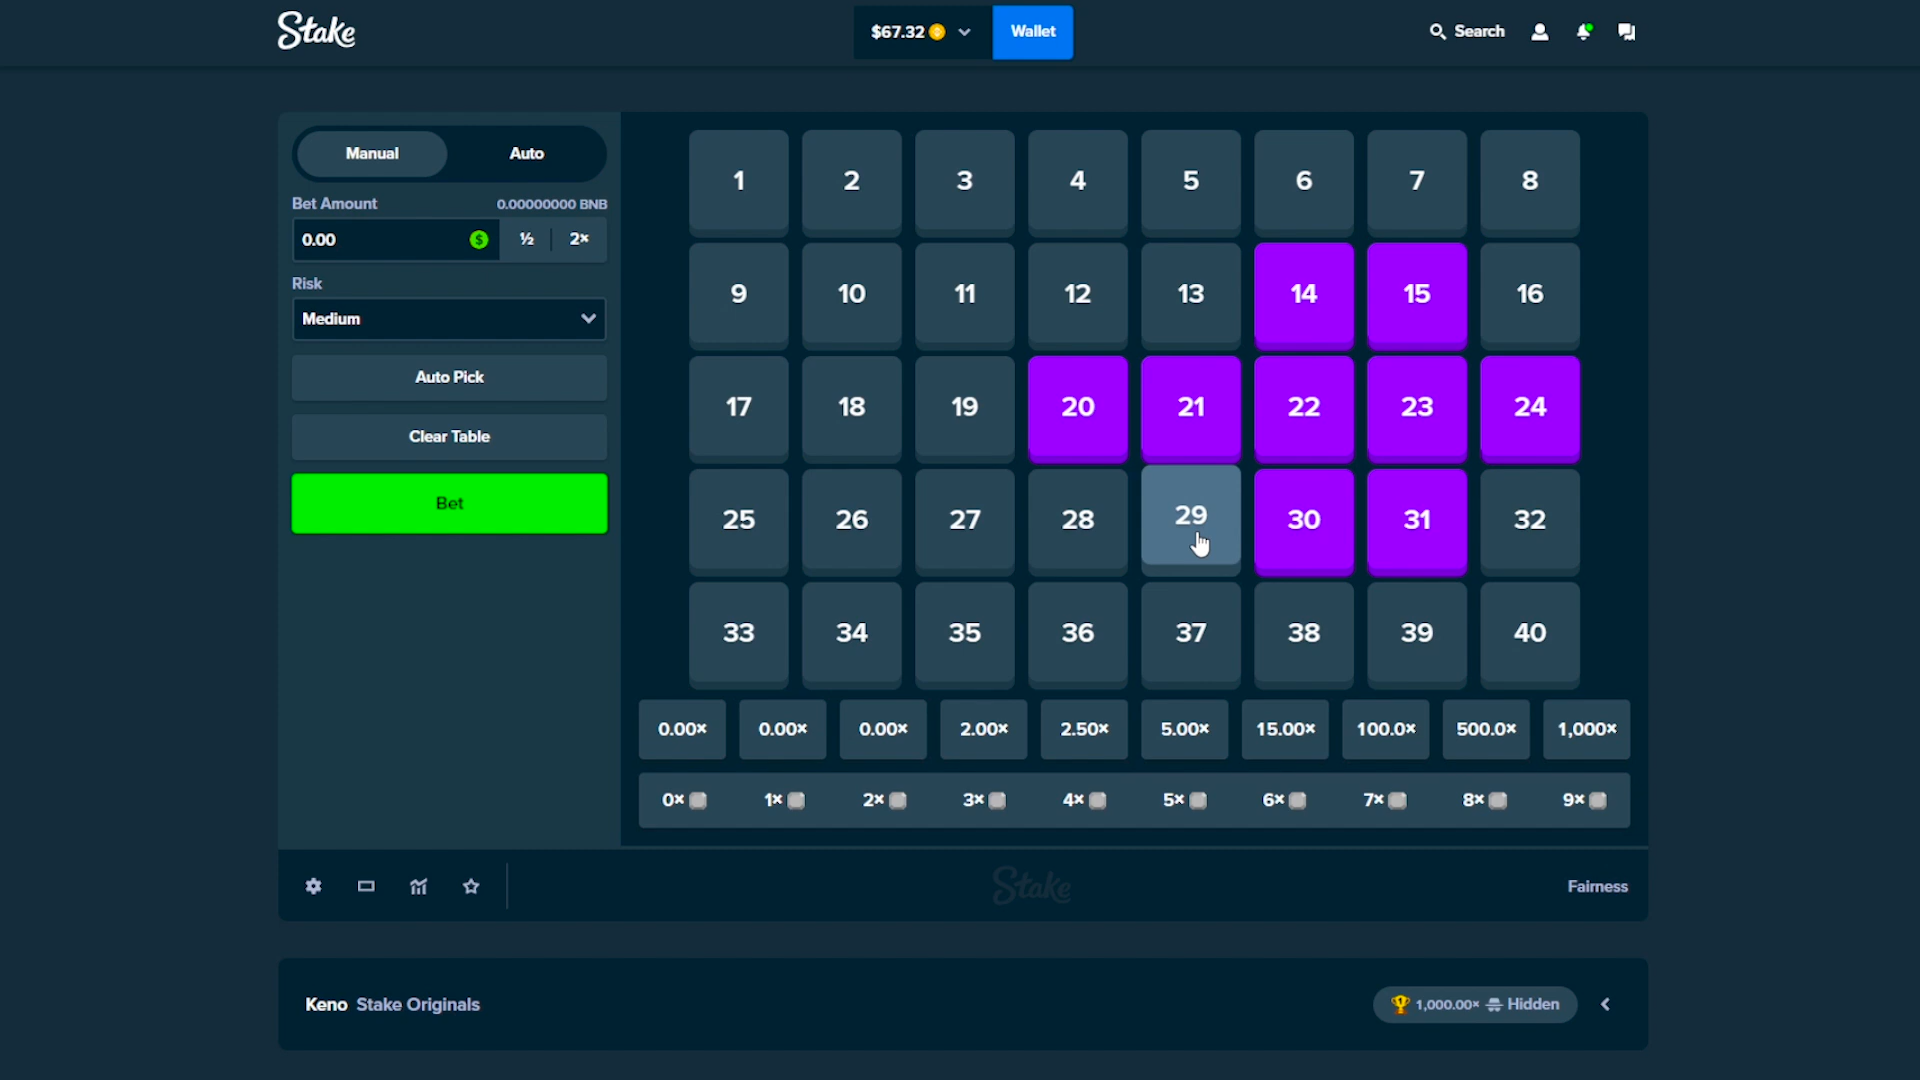 Stake
$67.32
Wallet
Search
Manual
Auto
Bet Amount
0.00000000 BNB
0.00
$
½
2×
Risk
Medium
Auto Pick
Clear Table
Bet
1 2 3 4 5 6 7 8
9 10 11 12 13 14 15 16
17 18 19 20 21 22 23 24
25 26 27 28 29 30 31 32
33 34 35 36 37 38 39 40
0.00× 0.00× 0.00× 2.00× 2.50× 5.00× 15.00× 100.0× 500.0× 1,000×
0× 1× 2× 3× 4× 5× 6× 7× 8× 9×
Stake
Fairness
Keno Stake Originals
1,000.00× Hidden